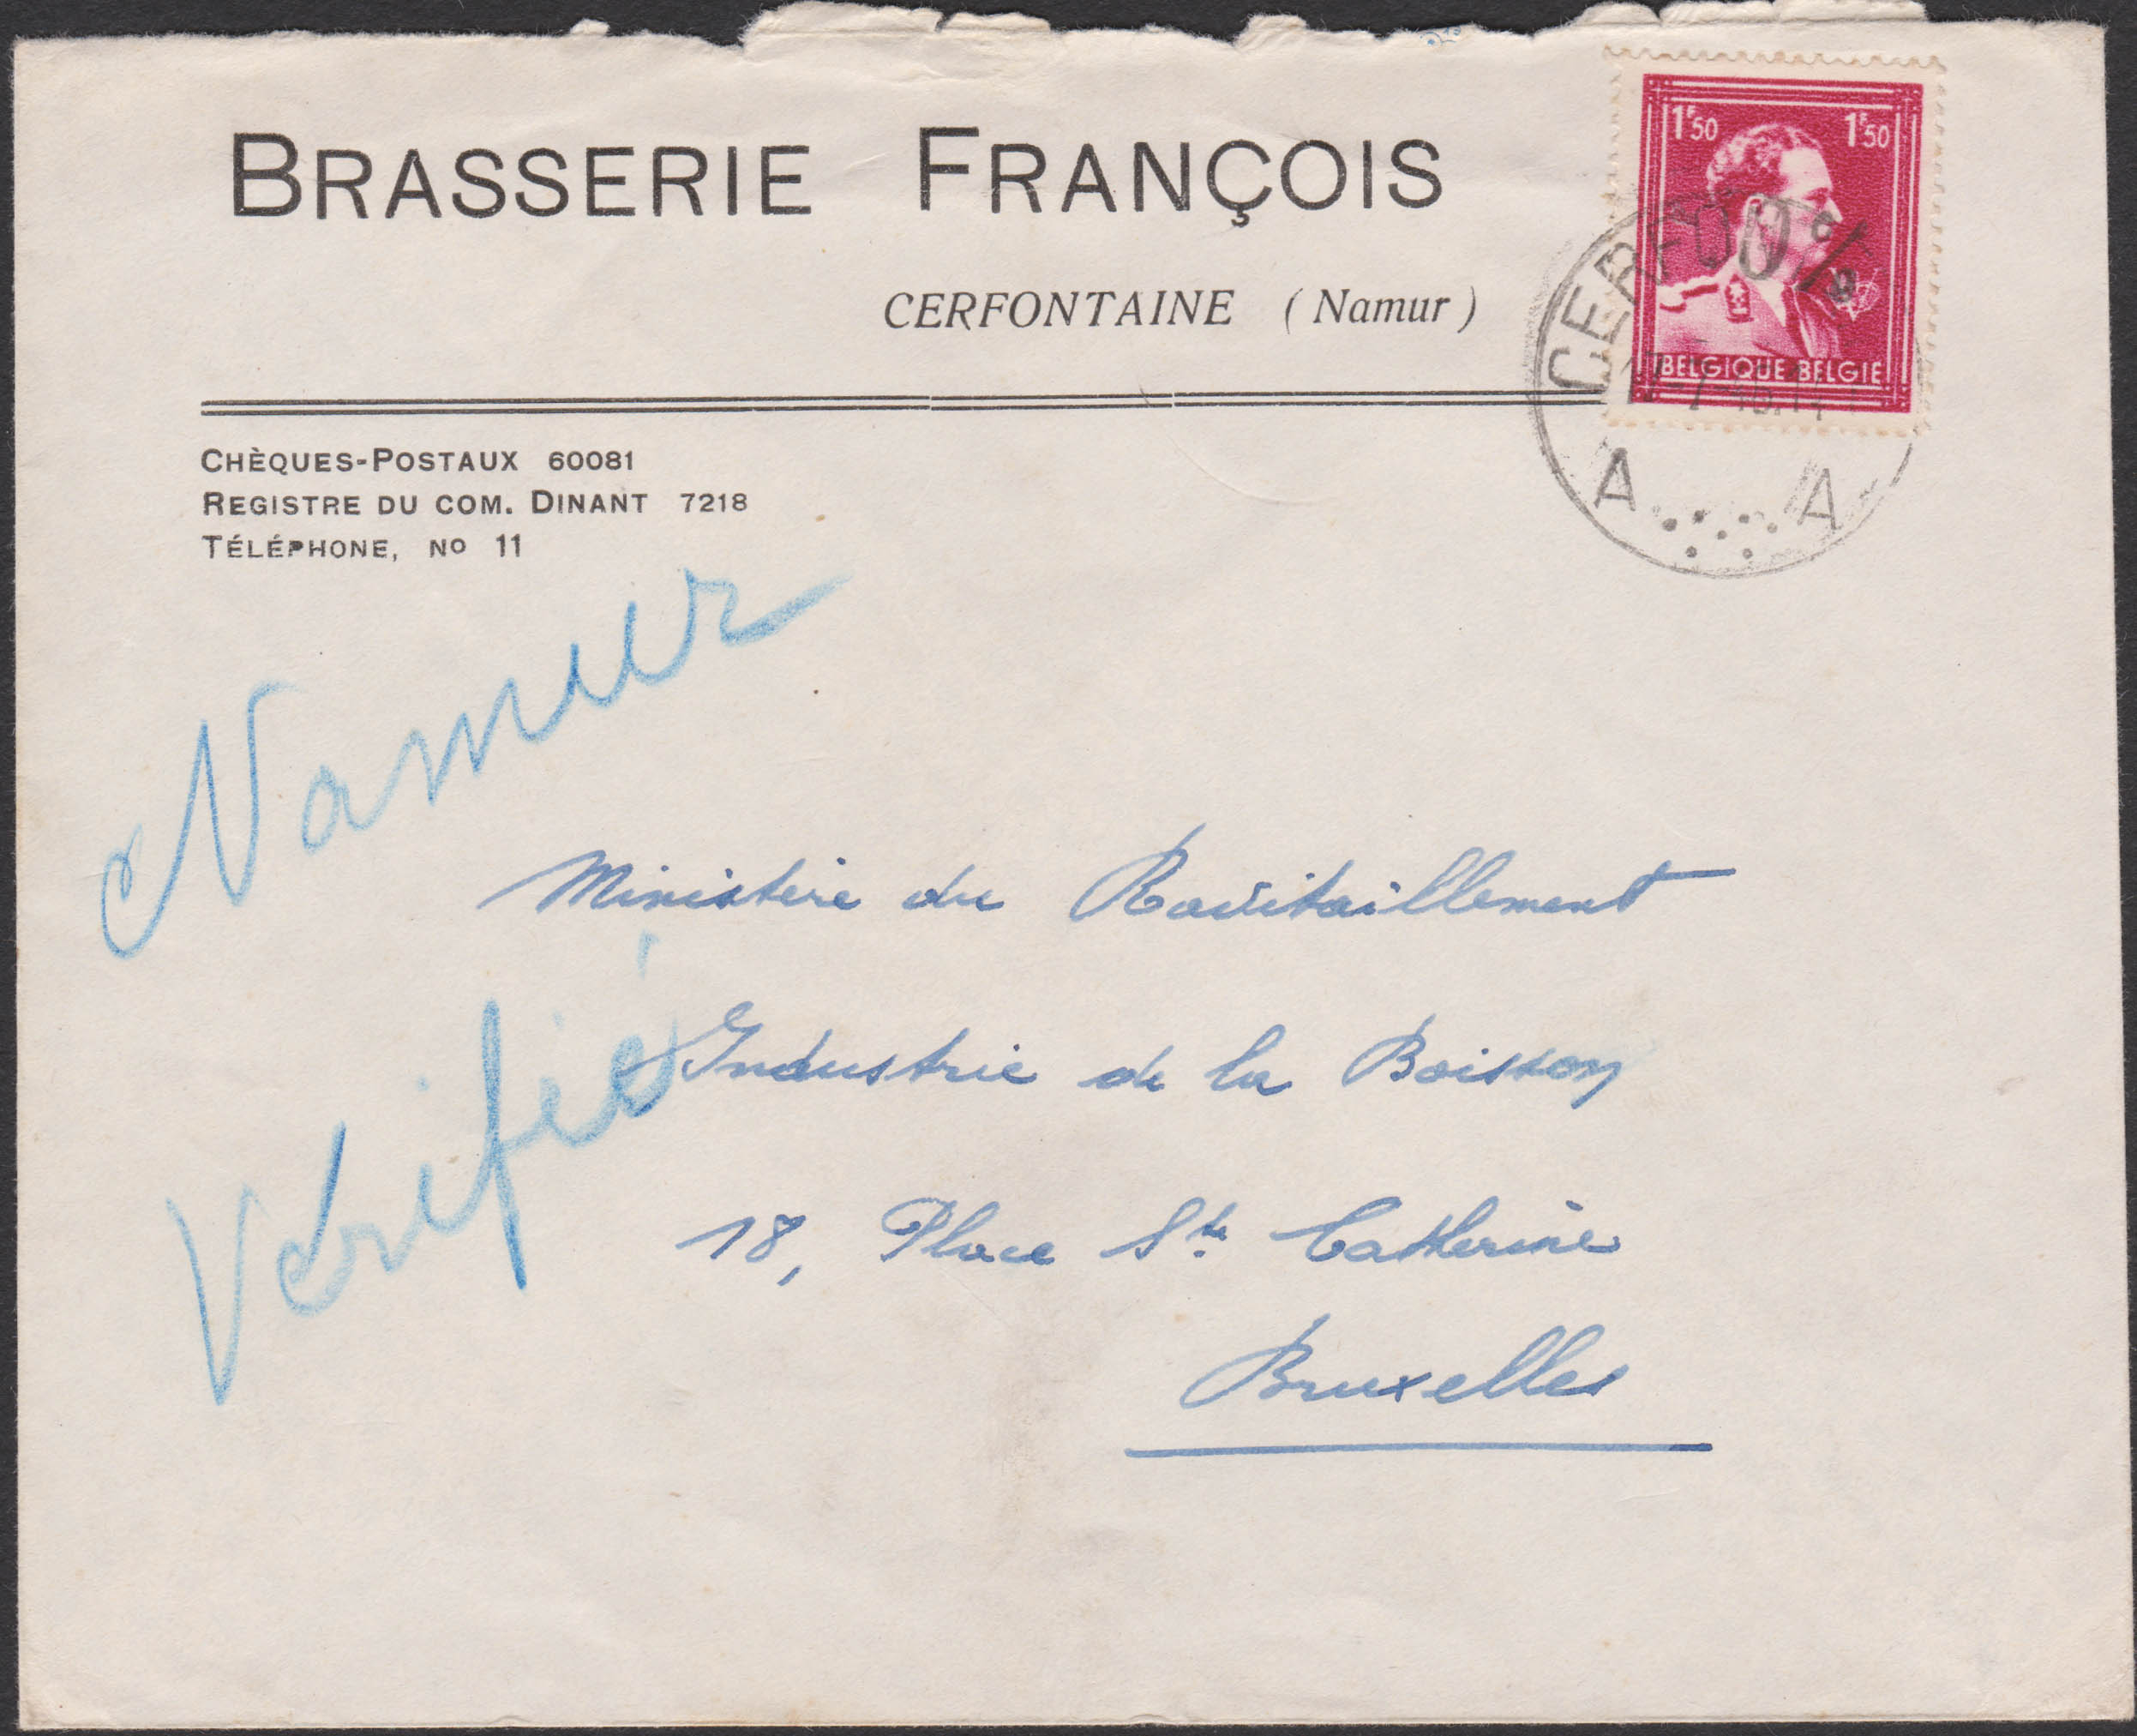 BRASSERIE FRANÇOIS
CERFONTAINE (Namur)
CHÈQUES-POSTAUX 60081
REGISTRE DU COM. DINANT 7218
TÉLÉPHONE, No 11
1F50 1F50
BELGIQUE-BELGIE
A A
Namur
Ministère du Ravitaillement
Vérifié
Industrie de la Boisson
18, Place Ste Catherine
Bruxelles